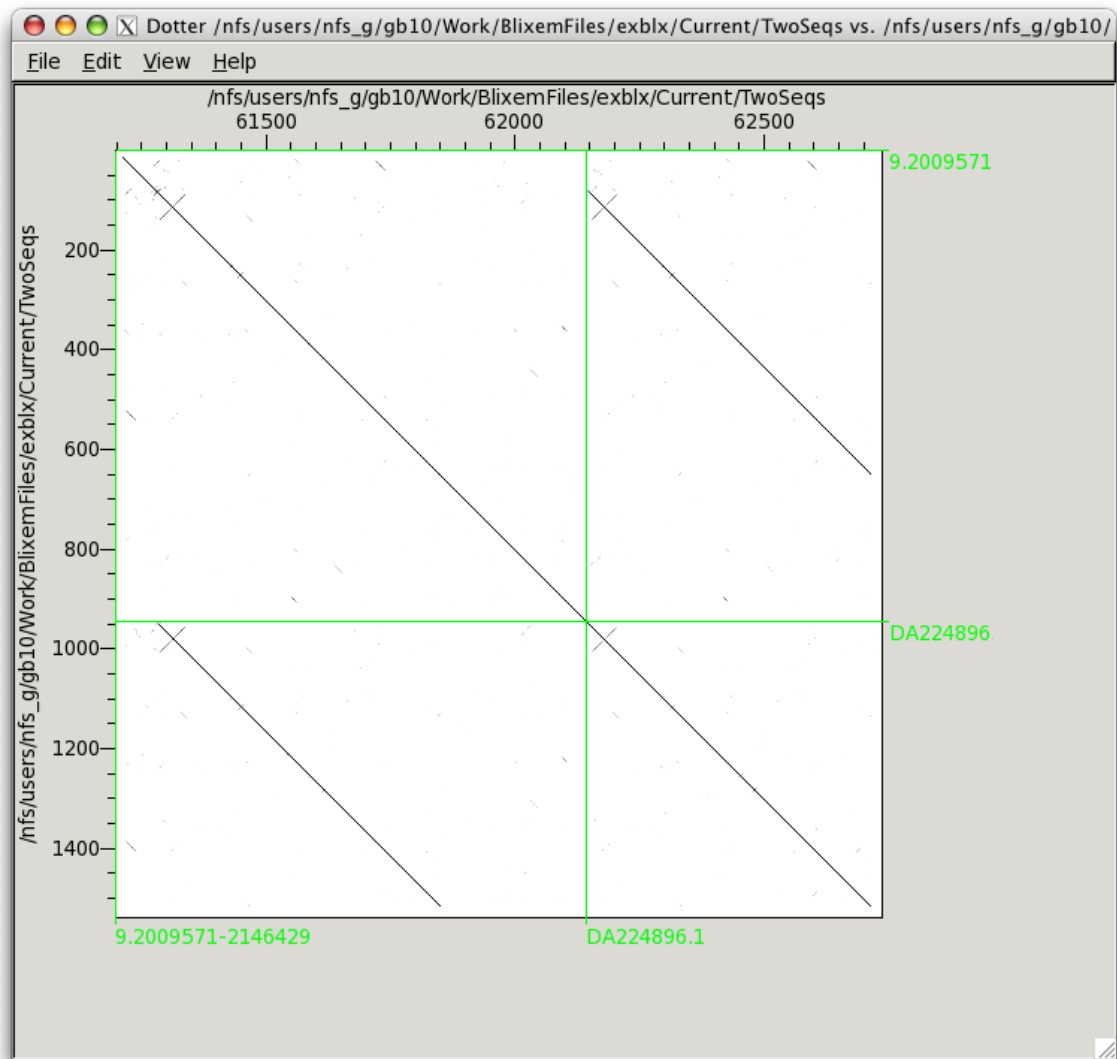 Dotter /nfs/users/nfs_g/gb10/Work/BlixemFiles/exblx/Current/TwoSeqs vs. /nfs/users/nfs_g/gb10/
File Edit View Help
/nfs/users/nfs_g/gb10/Work/BlixemFiles/exblx/Current/TwoSeqs
61500 62000 62500
9.2009571
/nfs/users/nfs_g/gb10/Work/BlixemFiles/exblx/Current/TwoSeqs
200
400
600
800
DA224896
1000
1200
1400
9.2009571-2146429 DA224896.1